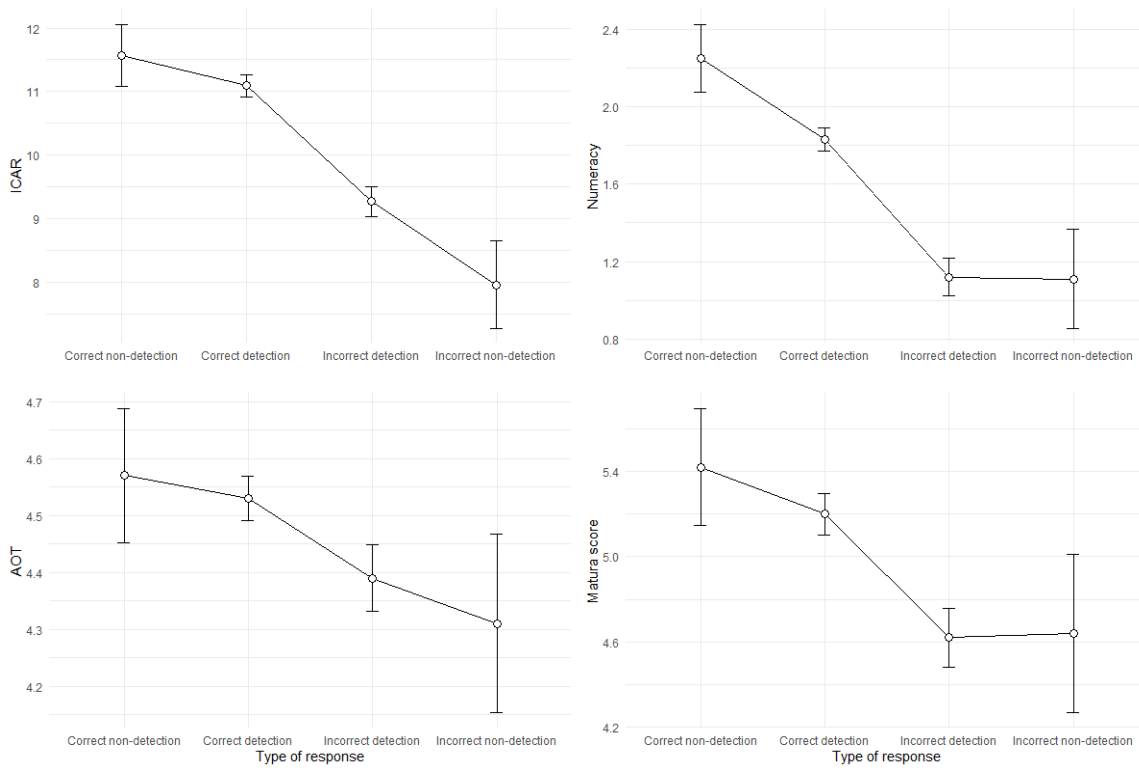 ICAR
12
11
10
9
8
Correct non-detection Correct detection Incorrect detection Incorrect non-detection
Numeracy
2.4
2.0
1.6
1.2
0.8
Correct non-detection Correct detection Incorrect detection Incorrect non-detection
AOT
4.7
4.6
4.5
4.4
4.3
4.2
Correct non-detection Correct detection Incorrect detection Incorrect non-detection
Type of response
Matura score
5.4
5.0
4.6
4.2
Correct non-detection Correct detection Incorrect detection Incorrect non-detection
Type of response